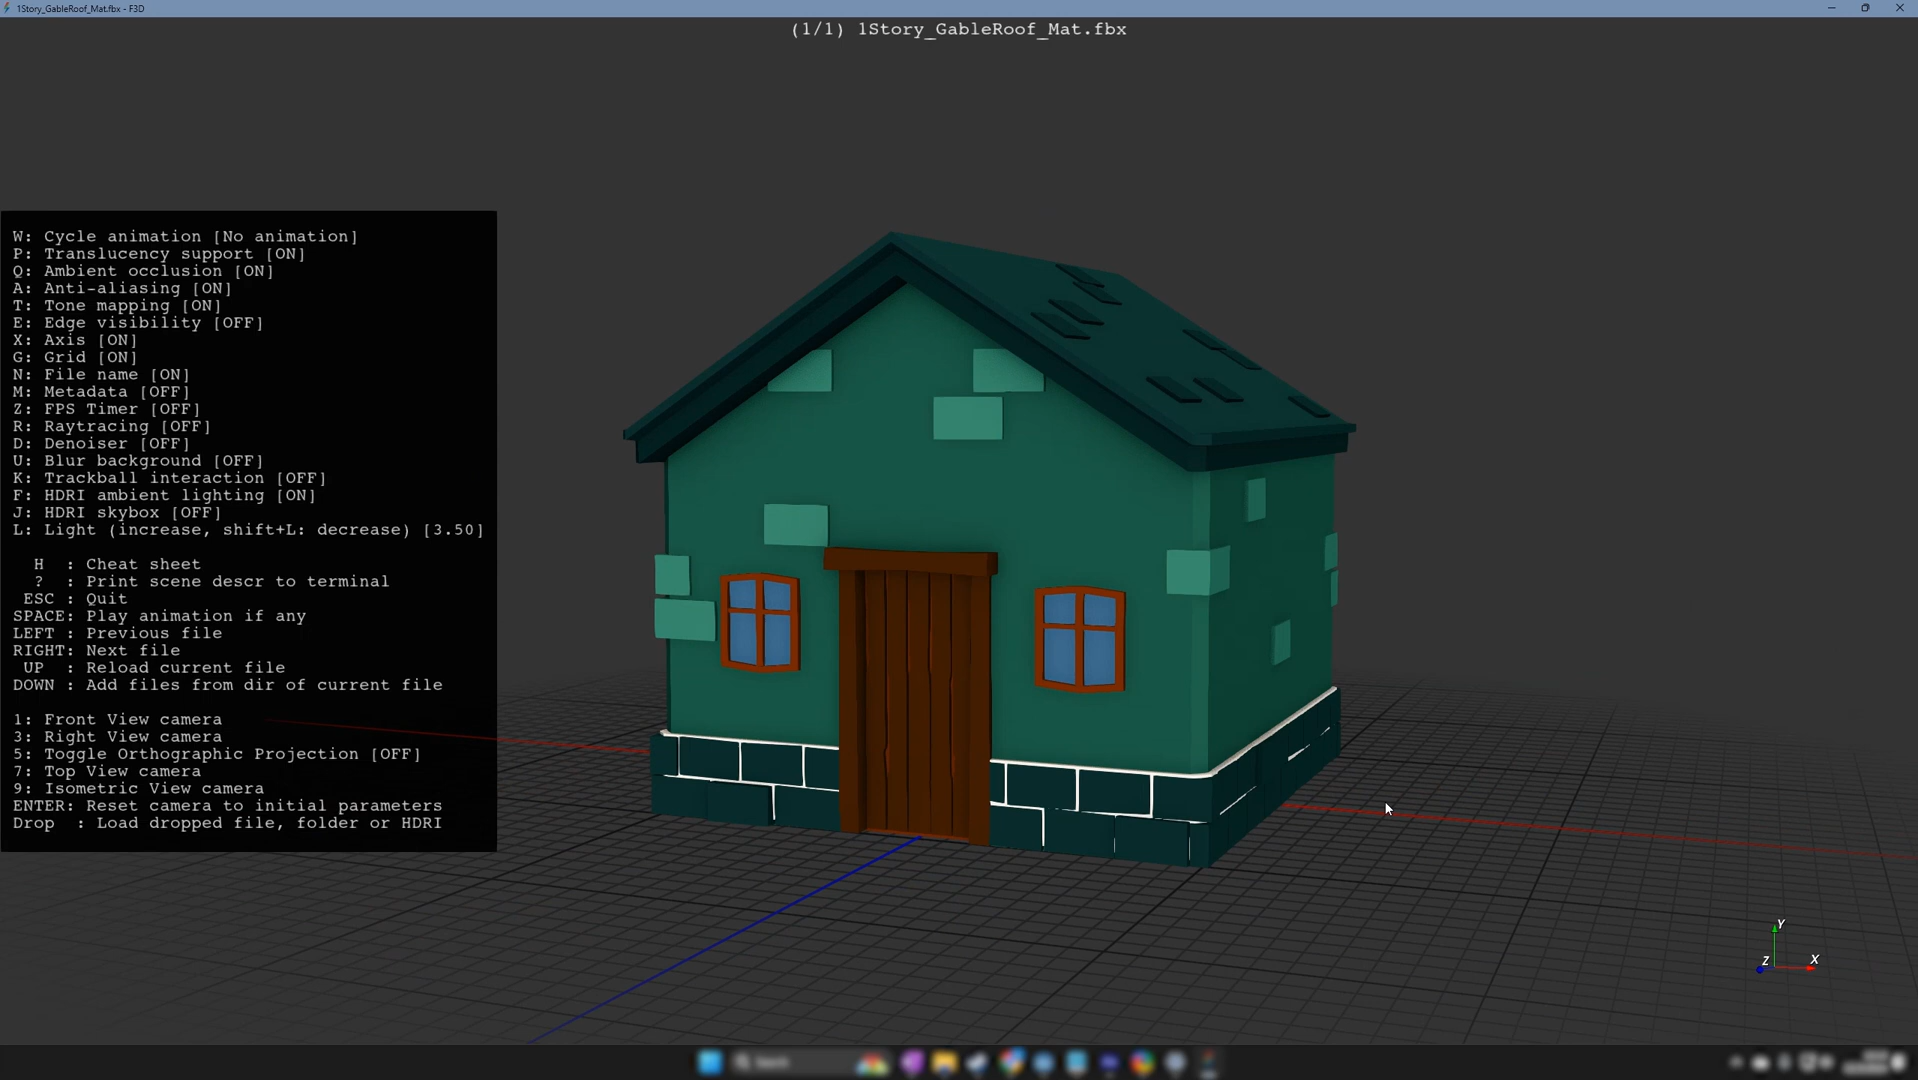 1Story_GableRoof_Mat.fbx - F3D
(1/1) 1Story_GableRoof_Mat.fbx
W: Cycle animation [No animation]
P: Translucency support [ON]
Q: Ambient occlusion [ON]
A: Anti-aliasing [ON]
T: Tone mapping [ON]
E: Edge visibility [OFF]
X: Axis [ON]
G: Grid [ON]
N: File name [ON]
M: Metadata [OFF]
Z: FPS Timer [OFF]
R: Raytracing [OFF]
D: Denoiser [OFF]
U: Blur background [OFF]
K: Trackball interaction [OFF]
F: HDRI ambient lighting [ON]
J: HDRI skybox [OFF]
L: Light (increase, shift+L: decrease) [3.50]
H : Cheat sheet
? : Print scene descr to terminal
ESC : Quit
SPACE: Play animation if any
LEFT : Previous file
RIGHT: Next file
UP : Reload current file
DOWN : Add files from dir of current file
1: Front View camera
3: Right View camera
5: Toggle Orthographic Projection [OFF]
7: Top View camera
9: Isometric View camera
ENTER: Reset camera to initial parameters
Drop : Load dropped file, folder or HDRI
Y
Z
X
Search